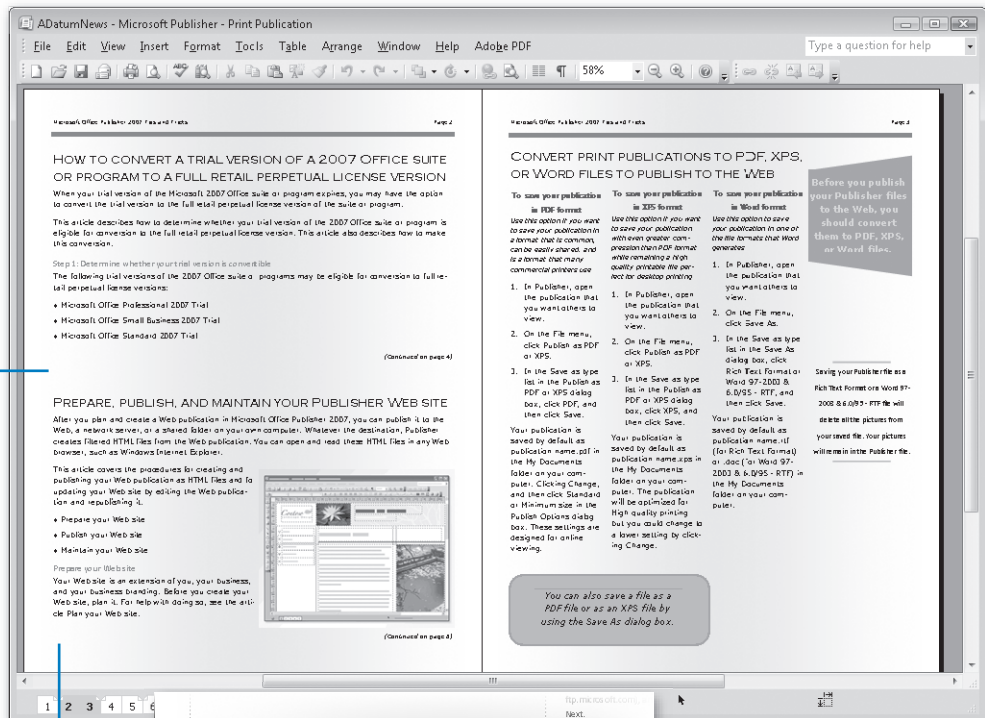 ADatumNews - Microsoft Publisher - Print Publication
File Edit View Insert Format Tools Table Arrange Window Help Adobe PDF
Type a question for help
58%
Microsoft Office Publisher 2007 Tips and Tricks
Page 2
HOW TO CONVERT A TRIAL VERSION OF A 2007 OFFICE SUITE
OR PROGRAM TO A FULL RETAIL PERPETUAL LICENSE VERSION
When your trial version of the Microsoft 2007 Office suite or program expires, you may have the option
to convert the trial version to the full retail perpetual license version of the suite or program.
This article describes how to determine whether your trial version of the 2007 Office suite or program is
eligible for conversion to the full retail perpetual license version. This article also describes how to make
this conversion.
Step 1: Determine whether your trial version is convertible
The following trial versions of the 2007 Office suite or programs may be eligible for conversion to full re-
tail perpetual license versions:
• Microsoft Office Professional 2007 Trial
• Microsoft Office Small Business 2007 Trial
• Microsoft Office Standard 2007 Trial
(Continued on page 4)
PREPARE, PUBLISH, AND MAINTAIN YOUR PUBLISHER WEB SITE
After you plan and create a Web publication in Microsoft Office Publisher 2007, you can publish it to the
Web, a network server, or a shared folder on your own computer. Whatever the destination, Publisher
creates filtered HTML files from the Web publication. You can open and read these HTML files in any Web
browser, such as Windows Internet Explorer.
This article covers the procedures for creating and
publishing your Web publication as HTML files and fo
updating your Web site by editing the Web publica-
tion and republishing it.
• Prepare your Web site
• Publish your Web site
• Maintain your Web site
Prepare your Web site
Your Web site is an extension of you, your business,
and your business branding. Before you create your
Web site, plan it. For help with doing so, see the arti-
cle Plan your Web site.
(Continued on page 8)
Microsoft Office Publisher 2007 Tips and Tricks
Page 3
CONVERT PRINT PUBLICATIONS TO PDF, XPS,
OR WORD FILES TO PUBLISH TO THE WEB
To save your publication
in PDF format
Use this option if you want
to save your publication in
a format that is common,
can be easily shared, and
is a format that many
commercial printers use
1. In Publisher, open
the publication that
you want others to
view.
2. On the File menu,
click Publish as PDF
or XPS.
3. In the Save as type
list in the Publish as
PDF or XPS dialog
box, click PDF, and
then click Save.
Your publication is
saved by default as
publication name.pdf in
the My Documents
folder on your com-
puter. Clicking Change,
and then click Standard
or Minimum size in the
Publish Options dialog
box. These settings are
designed for online
viewing.
To save your publication
in XPS format
Use this option if you want
to save your publication
with even greater com-
pression than PDF format
while remaining a high
quality printable file per-
fect for desktop printing
1. In Publisher, open
the publication that
you want others to
view.
2. On the File menu,
click Publish as PDF
or XPS.
3. In the Save as type
list in the Publish as
PDF or XPS dialog
box, click XPS, and
then click Save.
Your publication is
saved by default as
publication name.xps in
the My Documents
folder on your com-
puter. The publication
will be optimized for
High quality printing
but you could change to
a lower setting by click-
ing Change.
To save your publication
in Word format
Use this option to save
your publication in one of
the file formats that Word
generates
1. In Publisher, open
the publication that
you want others to
view.
2. On the File menu,
click Save As.
3. In the Save as type
list in the Save As
dialog box, click
Rich Text Format or
Word 97-2003 &
6.0/95 - RTF, and
then click Save.
Your publication is
saved by default as
publication name.rtf
(for Rich Text Format)
or .doc (for Word 97-
2003 & 6.0/95 - RTF) in
the My Documents
folder on your com-
puter.
Before you publish
your Publisher files
to the Web, you
should convert
them to PDF, XPS,
or Word files.
Saving your Publisher file as a
Rich Text Format or a Word 97-
2003 & 6.0/95 - RTF file will
delete all the pictures from
your saved file. Your pictures
will remain in the Publisher file.
You can also save a file as a
PDF file or as an XPS file by
using the Save As dialog box.
1 2 3 4 5 6
ftp.microsoft.com
Next.